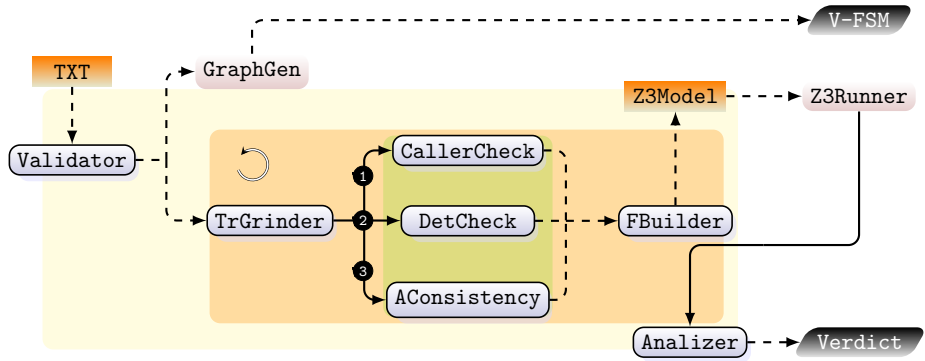 V-FSM
TXT
GraphGen
Z3Model
Z3Runner
Validator
CallerCheck
1
TrGrinder
2
DetCheck
FBuilder
3
AConsistency
Analizer
Verdict